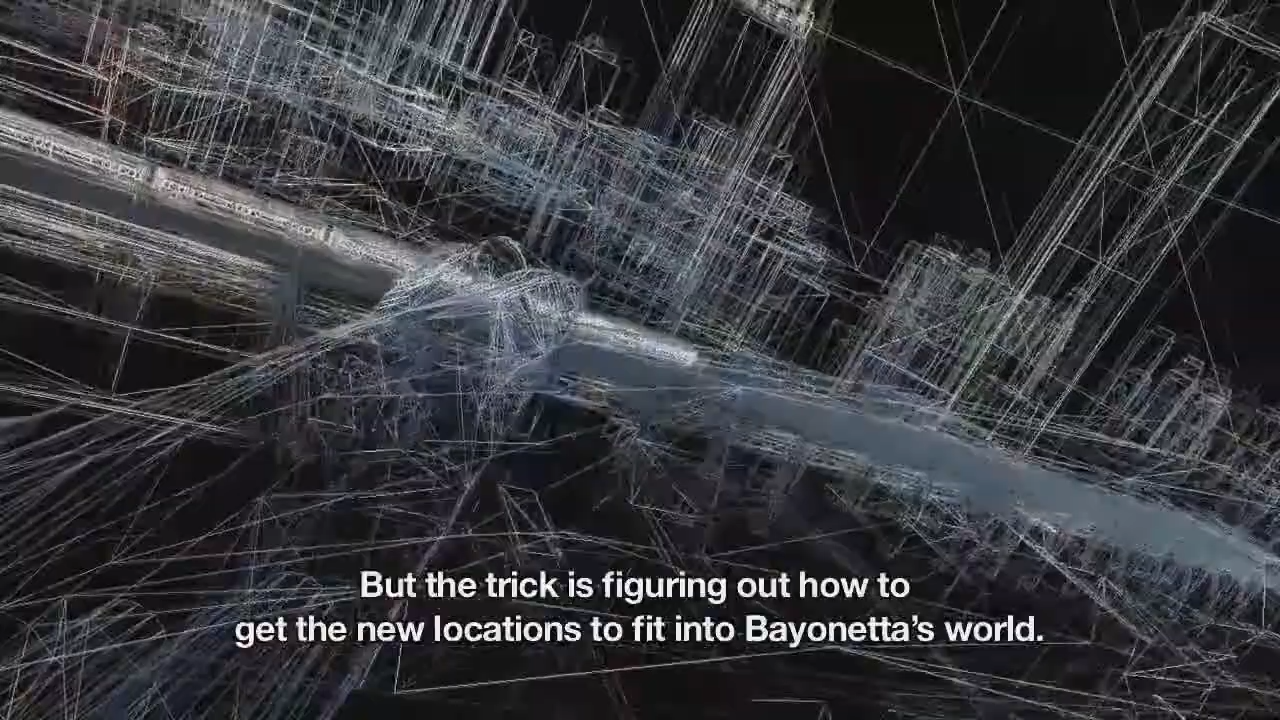 But the trick is figuring out how to
get the new locations to fit into Bayonetta's world.